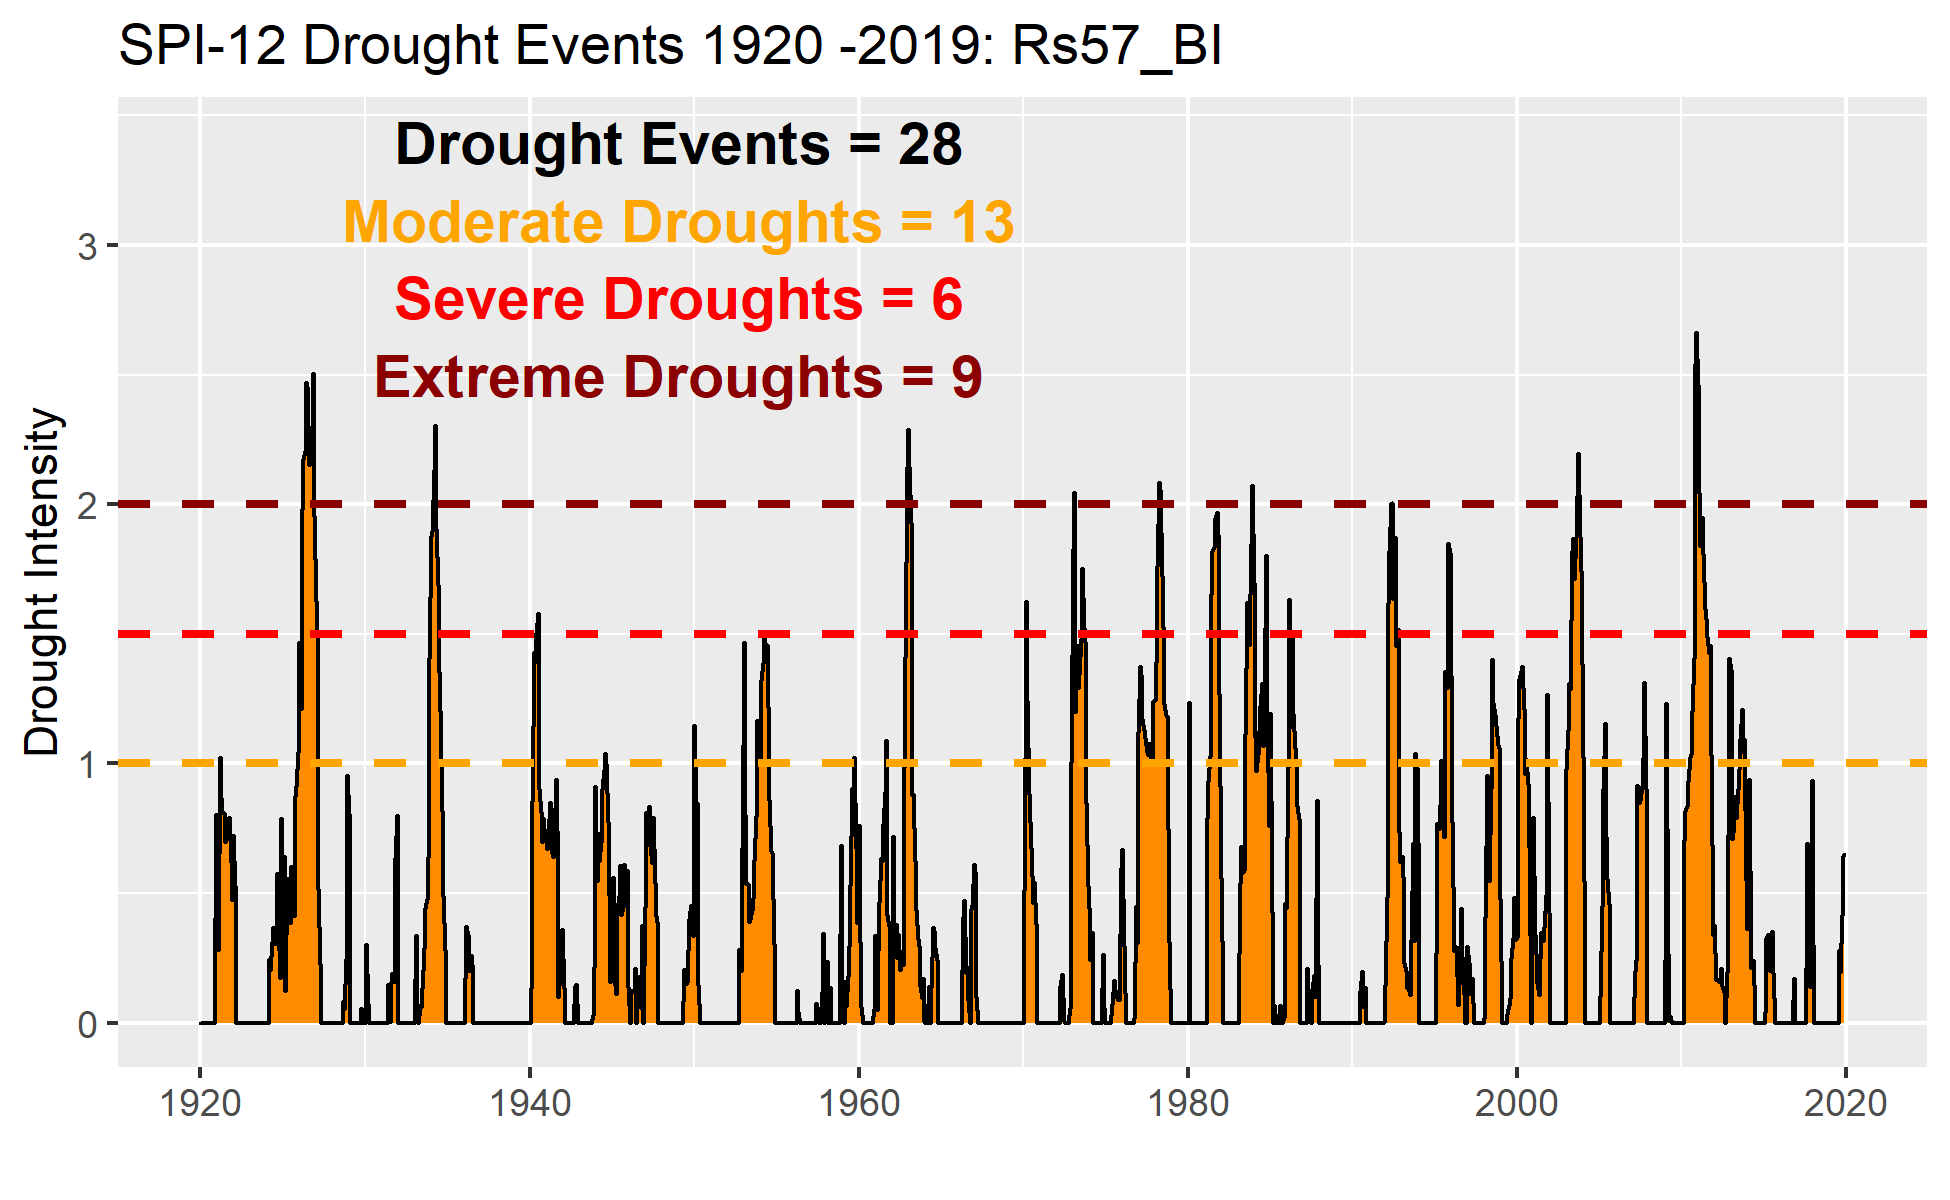 SPI-12 Drought Events 1920 -2019: Rs57_BI
Drought Events = 28
Moderate Droughts = 13
Severe Droughts = 6
Extreme Droughts = 9
Drought Intensity
3
2
1
0
1920 1940 1960 1980 2000 2020